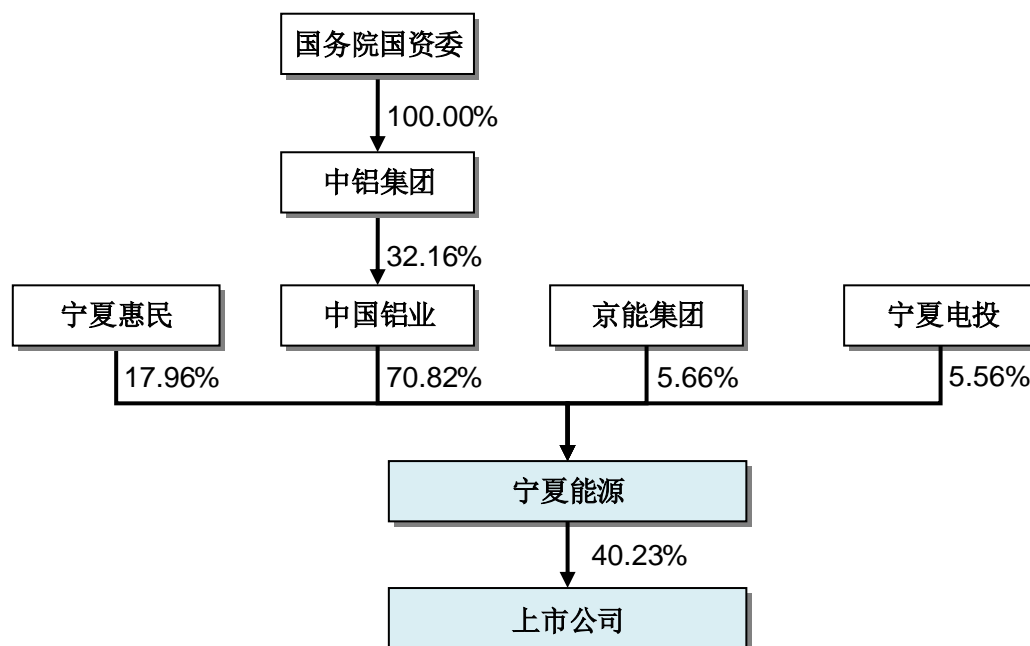 国务院国资委
100.00%
中铝集团
32.16%
宁夏惠民
中国铝业
京能集团
宁夏电投
17.96%
70.82%
5.66%
5.56%
宁夏能源
40.23%
上市公司